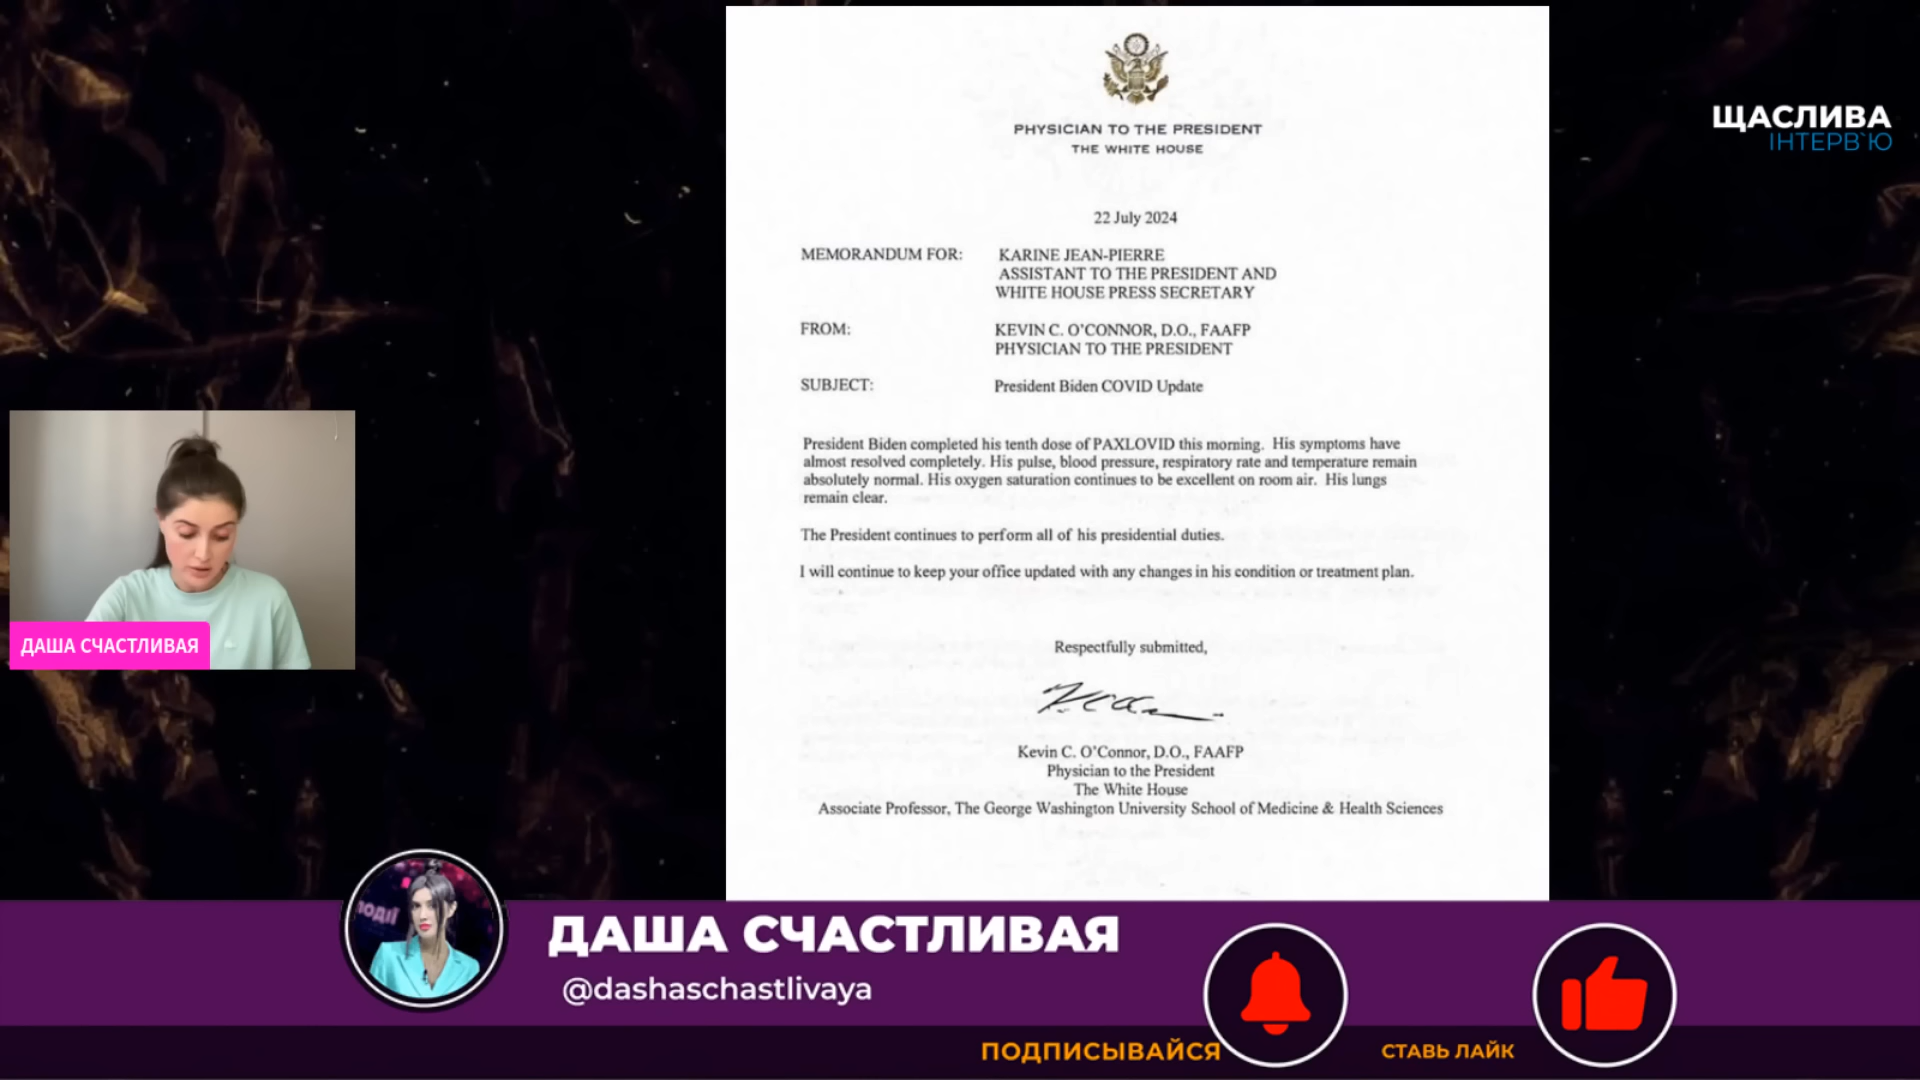 PHYSICIAN TO THE PRESIDENT
THE WHITE HOUSE
ЩАСЛИВА
ІНТЕРВ`Ю
22 July 2024
MEMORANDUM FOR: KARINE JEAN-PIERRE
ASSISTANT TO THE PRESIDENT AND
WHITE HOUSE PRESS SECRETARY
FROM: KEVIN C. O’CONNOR, D.O., FAAFP
PHYSICIAN TO THE PRESIDENT
SUBJECT: President Biden COVID Update
President Biden completed his tenth dose of PAXLOVID this morning. His symptoms have
almost resolved completely. His pulse, blood pressure, respiratory rate and temperature remain
absolutely normal. His oxygen saturation continues to be excellent on room air. His lungs
remain clear.
The President continues to perform all of his presidential duties.
I will continue to keep your office updated with any changes in his condition or treatment plan.
Respectfully submitted,
Kevin C. O’Connor, D.O., FAAFP
Physician to the President
The White House
Associate Professor, The George Washington University School of Medicine & Health Sciences
ДАША СЧАСТЛИВАЯ
ПОДІЇ
ДАША СЧАСТЛИВАЯ
@dashaschastlivaya
ПОДПИСЫВАЙСЯ
СТАВЬ ЛАЙК